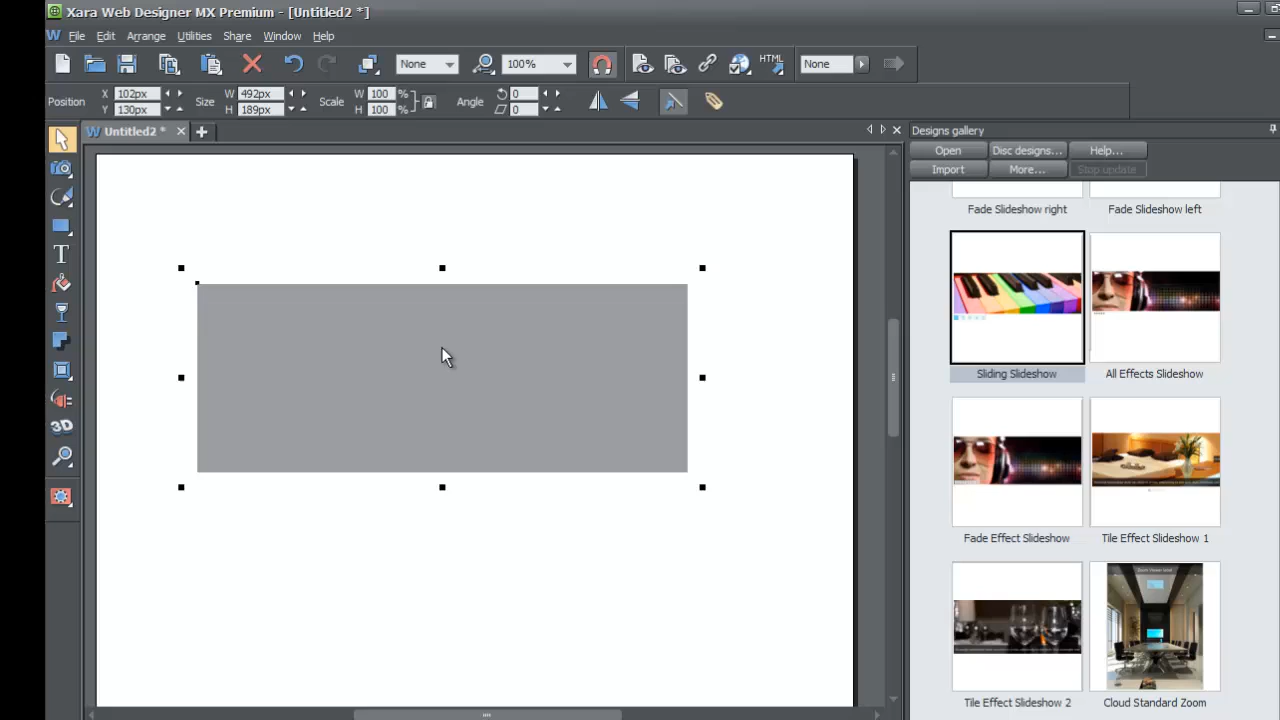 Xara Web Designer MX Premium - [Untitled2 *]
File Edit Arrange Utilities Share Window Help
None 100% HTML None
Position X 102px Size W 492px Scale W 100 % Angle 0
Y 130px H 189px H 100 % 0
Untitled2 *
Designs gallery
Open Disc designs... Help...
Import More... Stop update
Fade Slideshow right Fade Slideshow left
Sliding Slideshow All Effects Slideshow
Fade Effect Slideshow Tile Effect Slideshow 1
Tile Effect Slideshow 2 Cloud Standard Zoom
T
3D